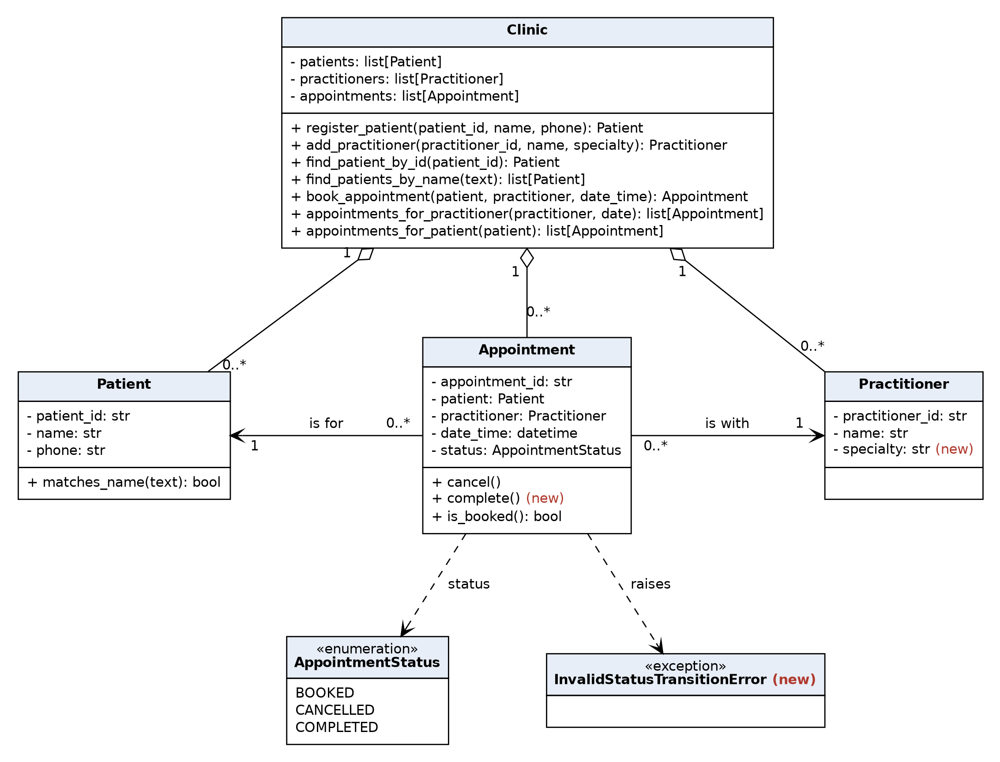 Clinic
- patients: list[Patient]
- practitioners: list[Practitioner]
- appointments: list[Appointment]
+ register_patient(patient_id, name, phone): Patient
+ add_practitioner(practitioner_id, name, specialty): Practitioner
+ find_patient_by_id(patient_id): Patient
+ find_patients_by_name(text): list[Patient]
+ book_appointment(patient, practitioner, date_time): Appointment
+ appointments_for_practitioner(practitioner, date): list[Appointment]
+ appointments_for_patient(patient): list[Appointment]
1
1
1
0..*
0..*
0..*
Patient
- patient_id: str
- name: str
- phone: str
+ matches_name(text): bool
is for
0..*
1
Appointment
- appointment_id: str
- patient: Patient
- practitioner: Practitioner
- date_time: datetime
- status: AppointmentStatus
+ cancel()
+ complete() (new)
+ is_booked(): bool
is with
1
0..*
Practitioner
- practitioner_id: str
- name: str
- specialty: str (new)
status
raises
«enumeration»
AppointmentStatus
BOOKED
CANCELLED
COMPLETED
«exception»
InvalidStatusTransitionError (new)